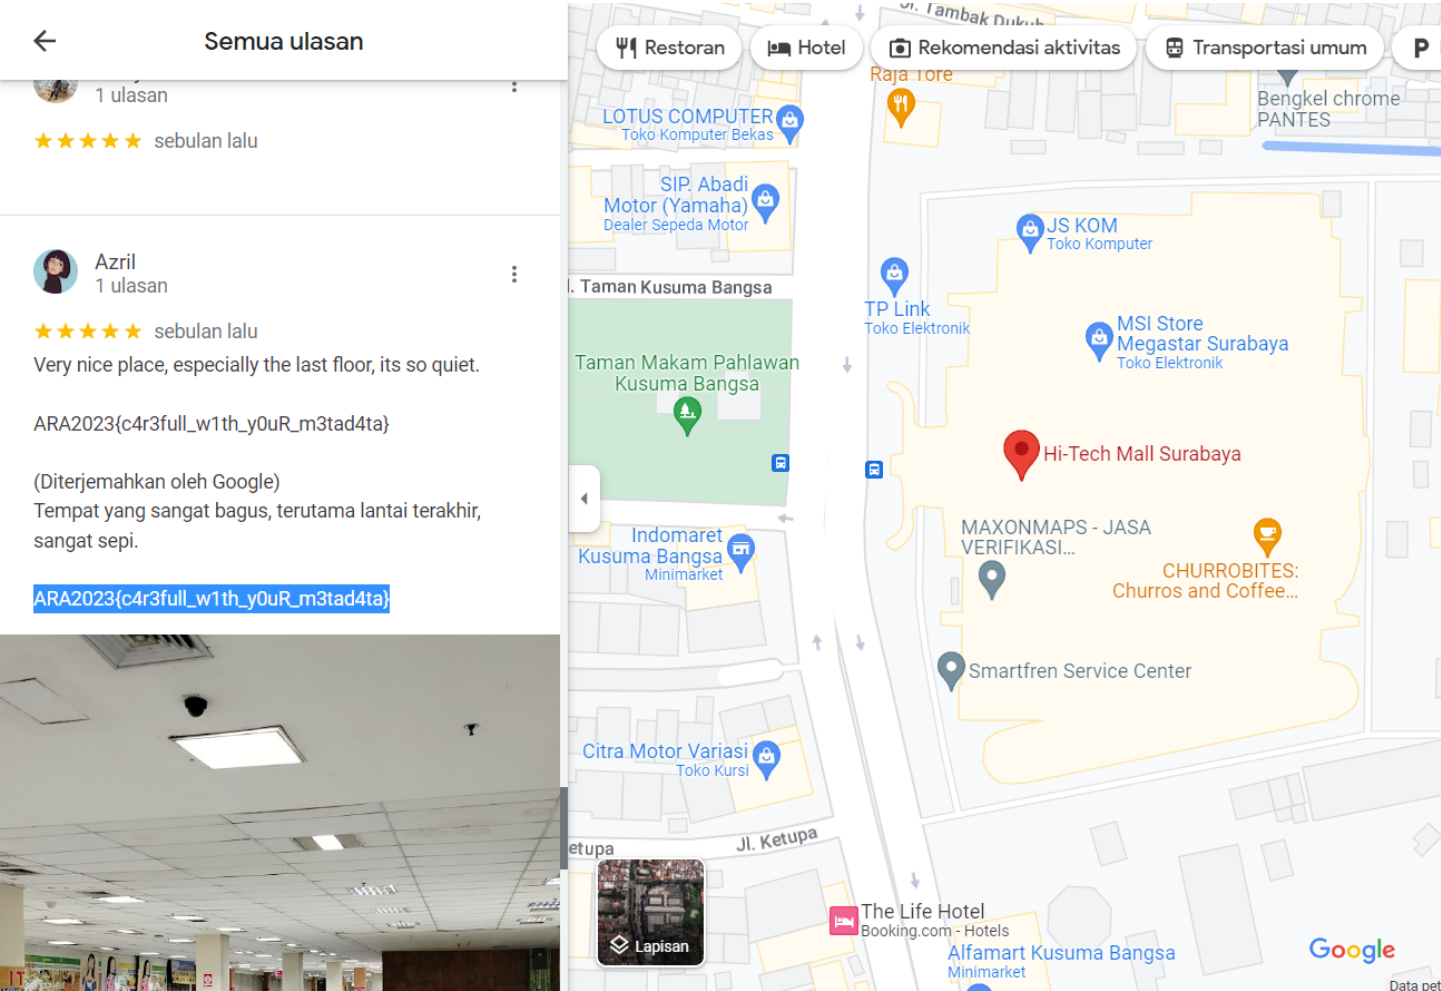 Semua ulasan
1 ulasan
sebulan lalu
Azril
1 ulasan
sebulan lalu
Very nice place, especially the last floor, its so quiet.
ARA2023{c4r3full_w1th_y0uR_m3tad4ta}
(Diterjemahkan oleh Google)
Tempat yang sangat bagus, terutama lantai terakhir,
sangat sepi.
ARA2023{c4r3full_w1th_y0uR_m3tad4ta}
Jl. Tambak Dukuh
Restoran
Hotel
Rekomendasi aktivitas
Transportasi umum
P
Raja Tore
Bengkel chrome
PANTES
LOTUS COMPUTER
Toko Komputer Bekas
SIP. Abadi
Motor (Yamaha)
Dealer Sepeda Motor
JS KOM
Toko Komputer
l. Taman Kusuma Bangsa
TP Link
Toko Elektronik
MSI Store
Megastar Surabaya
Toko Elektronik
Taman Makam Pahlawan
Kusuma Bangsa
Hi-Tech Mall Surabaya
Indomaret
Kusuma Bangsa
Minimarket
MAXONMAPS - JASA
VERIFIKASI...
CHURROBITES:
Churros and Coffee...
Smartfren Service Center
Citra Motor Variasi
Toko Kursi
etupa
Jl. Ketupa
Lapisan
The Life Hotel
Booking.com - Hotels
Alfamart Kusuma Bangsa
Minimarket
Google
Data pet